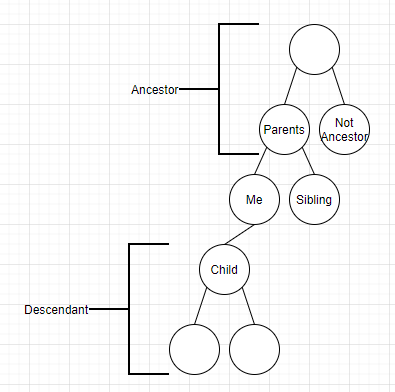 Ancestor
Parents
Not
Ancestor
Me
Sibling
Child
Descendant